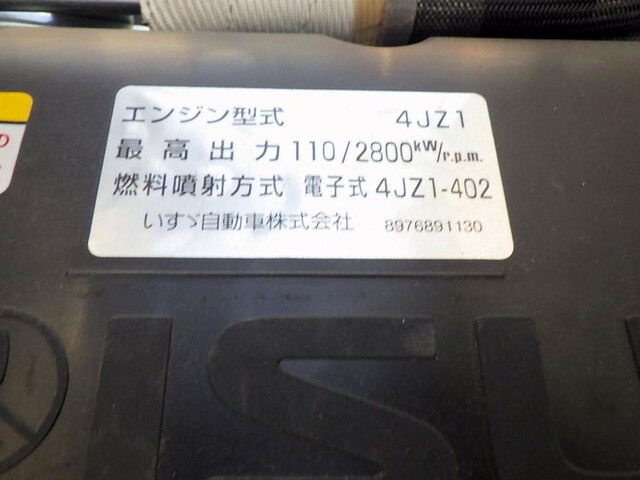 エンジン型式 4JZ1
最高出力 110/2800kW/r.p.m.
燃料噴射方式 電子式 4JZ1-402
いすゞ自動車株式会社 8976891130
D
ISU